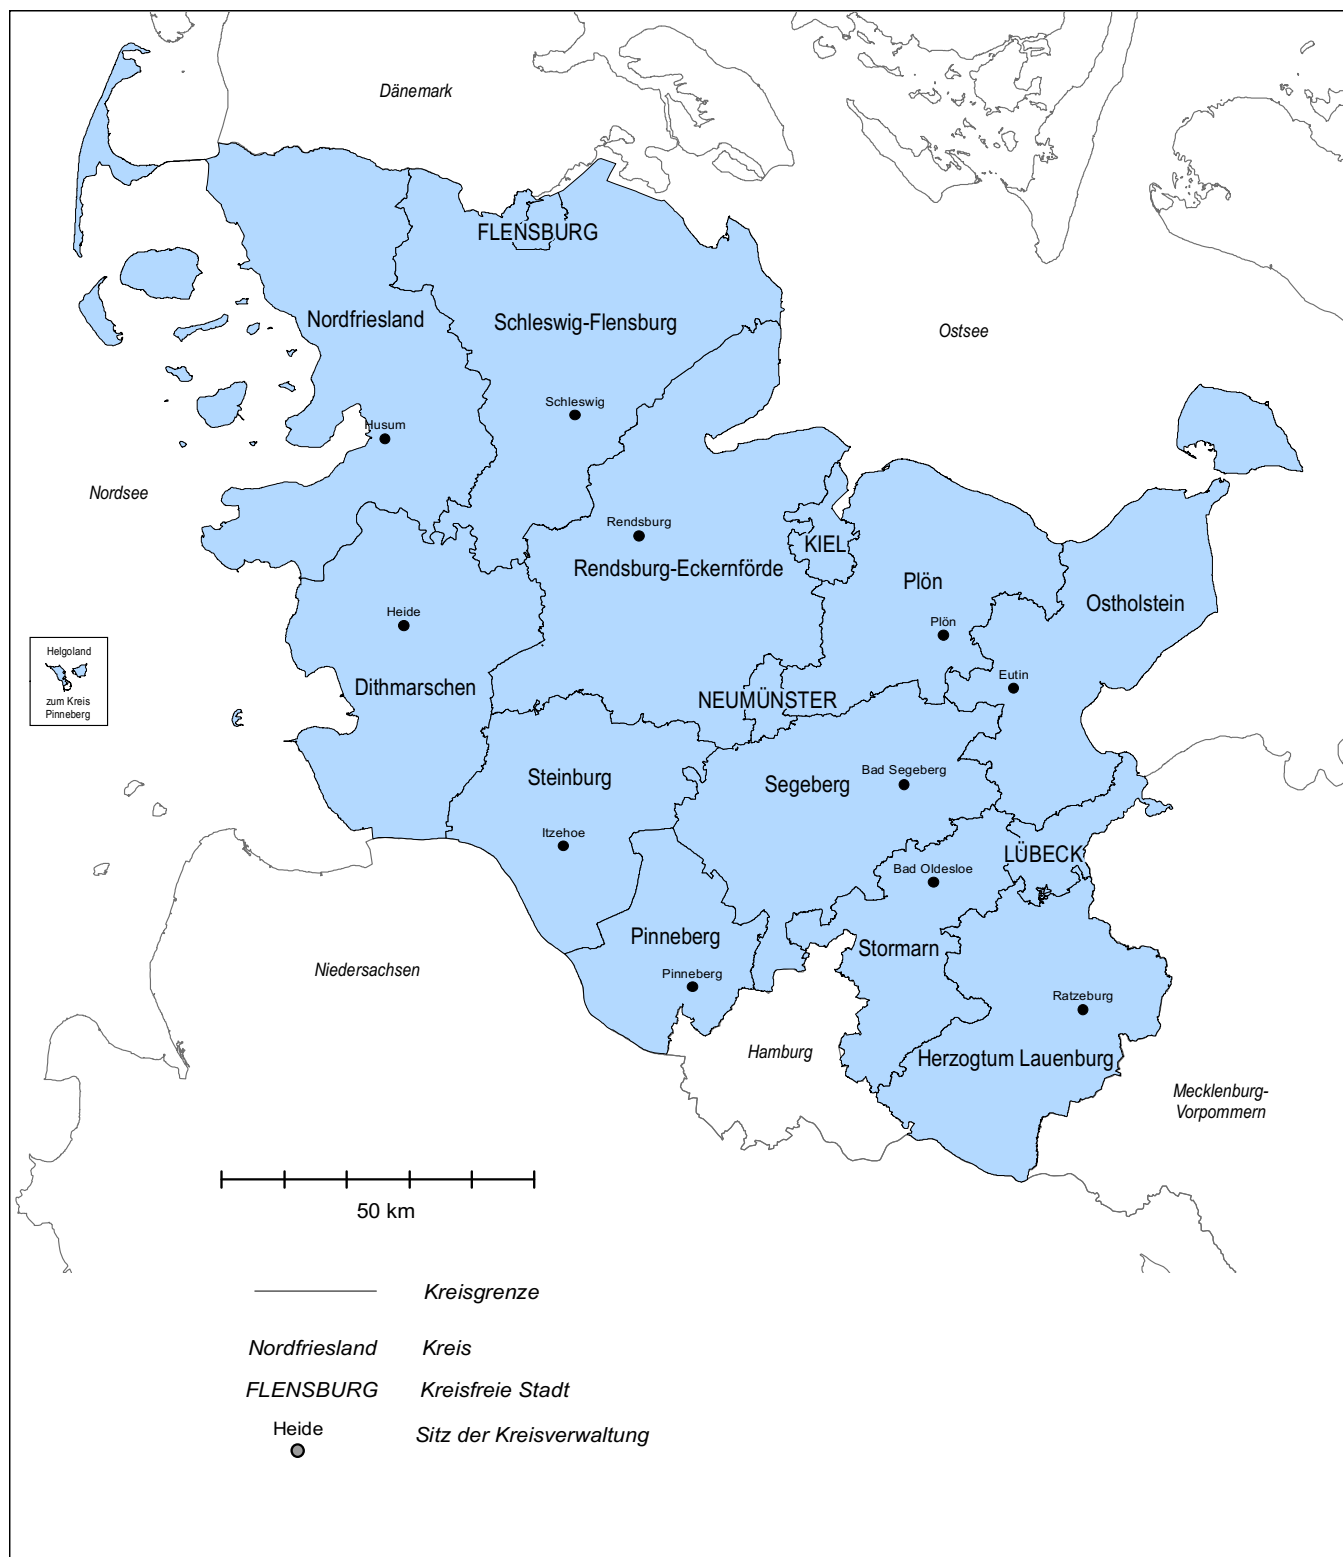 Dänemark
FLENSBURG
Nordfriesland
Schleswig-Flensburg
Ostsee
Schleswig
Husum
Nordsee
Rendsburg
KIEL
Rendsburg-Eckernförde
Plön
Ostholstein
Heide
Plön
Helgoland
zum Kreis
Pinneberg
Eutin
Dithmarschen
NEUMÜNSTER
Steinburg
Segeberg
Bad Segeberg
Itzehoe
LÜBECK
Bad Oldesloe
Pinneberg
Stormarn
Niedersachsen
Pinneberg
Ratzeburg
Hamburg
Herzogtum Lauenburg
Mecklenburg-
Vorpommern
50 km
Kreisgrenze
Nordfriesland Kreis
FLENSBURG Kreisfreie Stadt
Heide Sitz der Kreisverwaltung